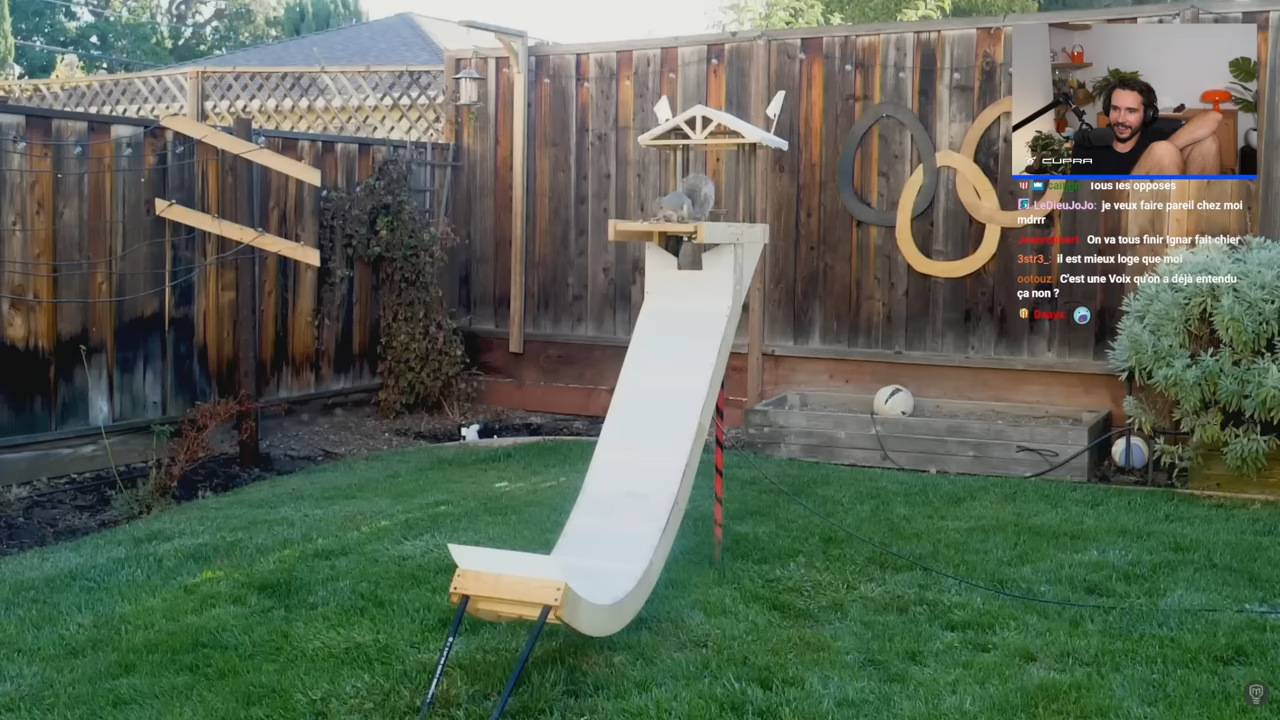 CUPRA
Tous les opposés
LeDieuJoJo: je veux faire pareil chez moi
mdrrr
On va tous finir Ignar fait chier
3str3_: il est mieux loge que moi
ootouz: C'est une Voix qu'on a déjà entendu
ça non ?